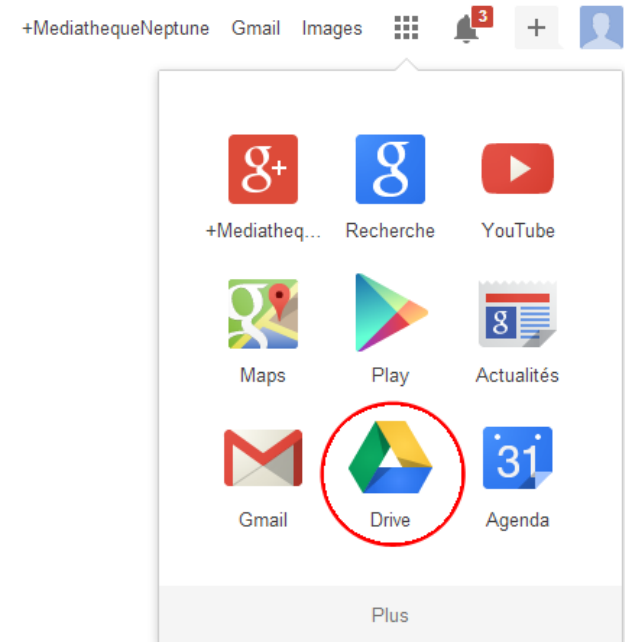 +MediathequeNeptune Gmail Images 3 +
g+ g
+Mediatheq... Recherche YouTube
g g
Maps Play Actualités
31
Gmail Drive Agenda
Plus